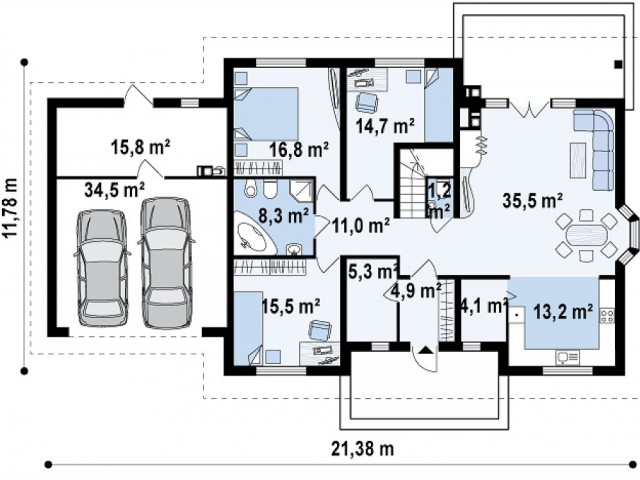 16,8 m²
14,7 m²
15,8 m²
34,5 m²
1,2
m²
35,5 m²
8,3 m²
11,0 m²
5,3 m²
4,9 m²
15,5 m²
4,1 m²
13,2 m²
11,78 m
21,38 m